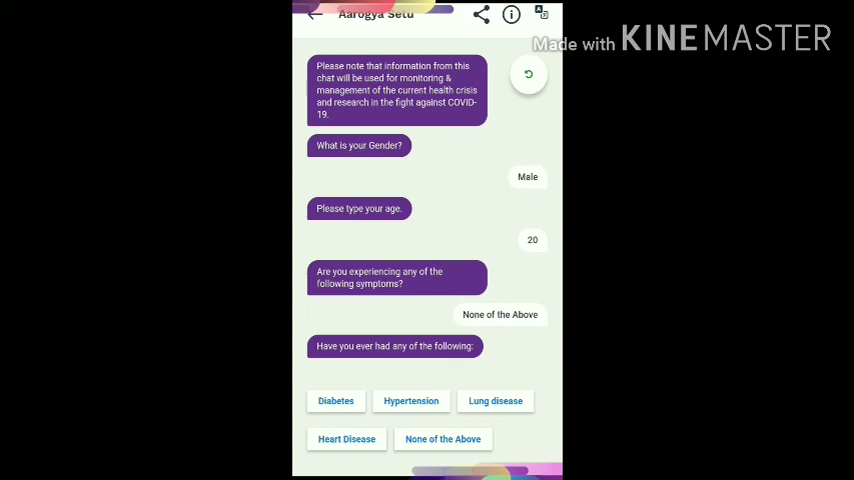 Aarogya Setu
Made with KINEMASTER
Please note that information from this
chat will be used for monitoring &
management of the current health crisis
and research in the fight against COVID-
19.
What is your Gender?
Male
Please type your age.
20
Are you experiencing any of the
following symptoms?
None of the Above
Have you ever had any of the following:
Diabetes
Hypertension
Lung disease
Heart Disease
None of the Above